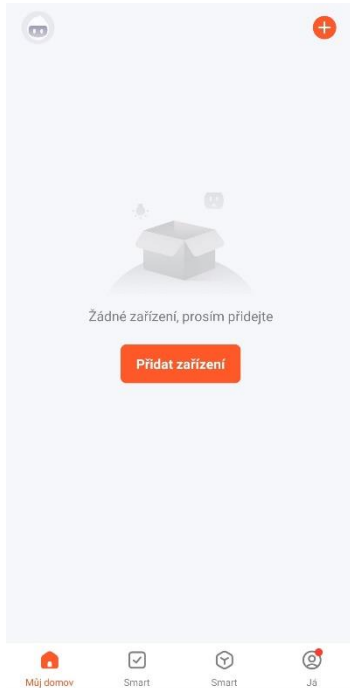 Žádné zařízení, prosím přidejte
Přidat zařízení
Můj domov
Smart
Smart
Já